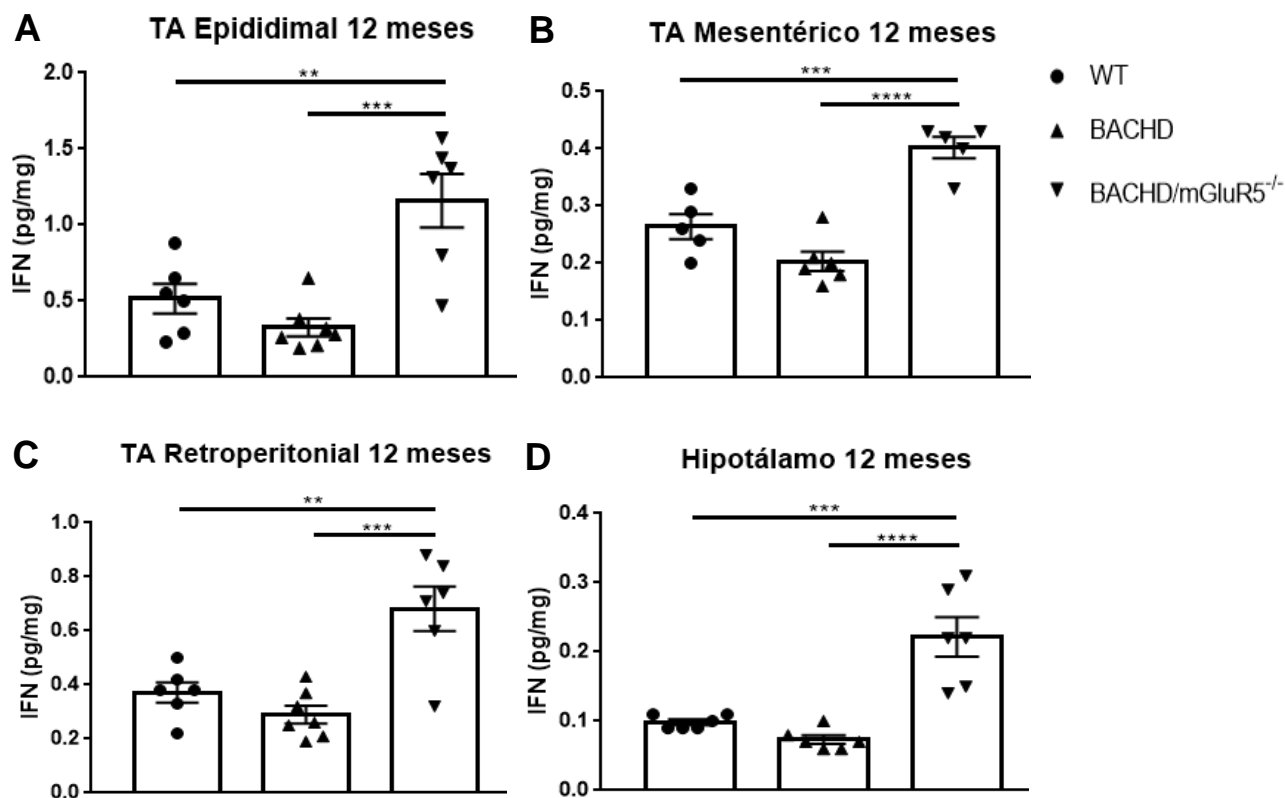 A
TA Epididimal 12 meses
IFN (pg/mg)
2.0
1.5
1.0
0.5
0.0
**
***
B
TA Mesentérico 12 meses
IFN (pg/mg)
0.5
0.4
0.3
0.2
0.1
0.0
***
****
WT
BACHD
BACHD/mGluR5-/-
C
TA Retroperitonial 12 meses
IFN (pg/mg)
1.0
0.8
0.6
0.4
0.2
0.0
**
***
D
Hipotálamo 12 meses
IFN (pg/mg)
0.4
0.3
0.2
0.1
0.0
***
****